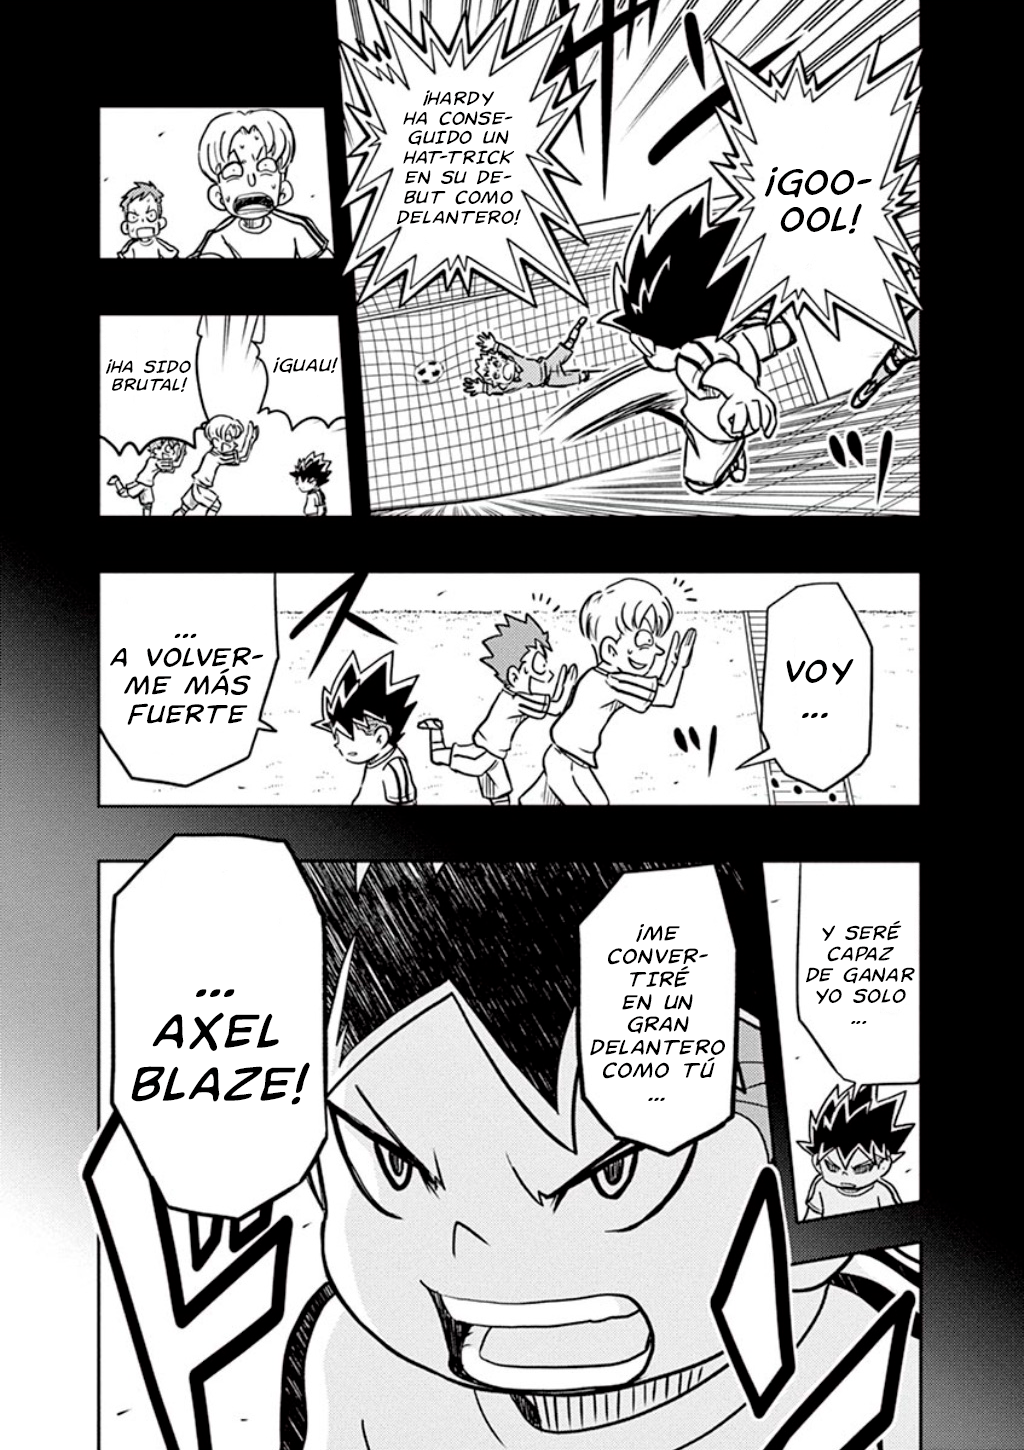 ¡GOO-
OOL!
¡HARDY
HA CONSE-
GUIDO UN
HAT-TRICK
EN SU DE-
BUT COMO
DELANTERO!
¡GUAU!
¡HA SIDO
BRUTAL!
VOY
...
...
A VOLVER-
ME MÁS
FUERTE
Y SERÉ
CAPAZ
DE GANAR
YO SOLO
...
¡ME
CONVER-
TIRÉ
EN UN
GRAN
DELANTERO
COMO TÚ
...
...
AXEL
BLAZE!